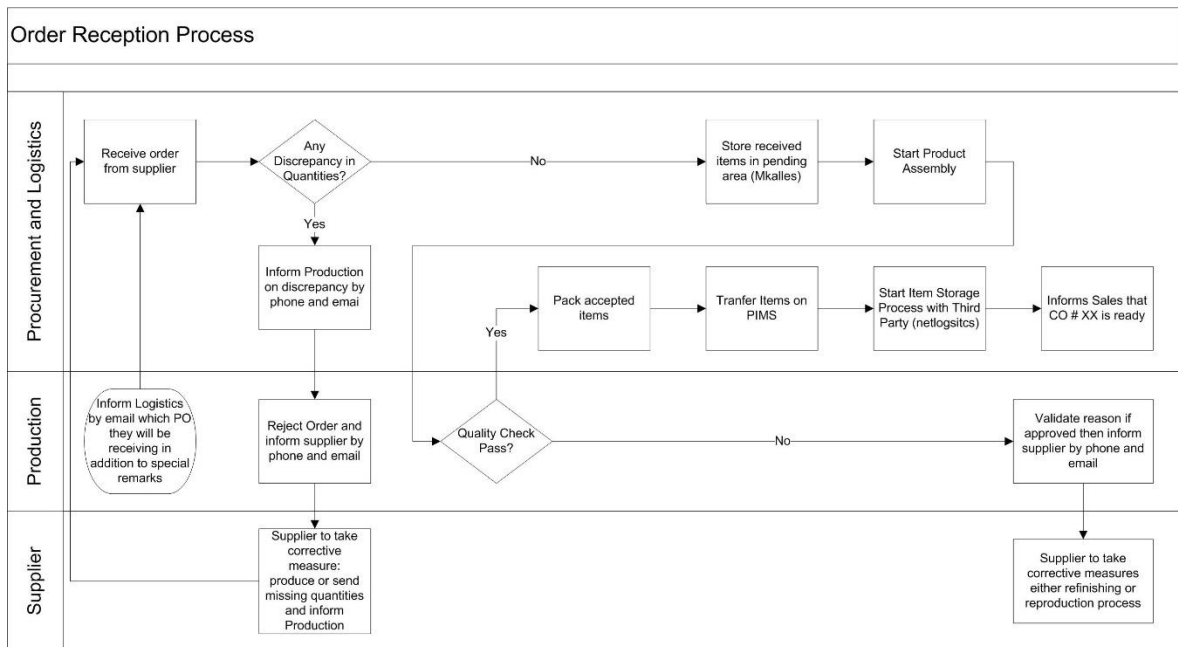 Order Reception Process
Procurement and Logistics
Receive order
from supplier
Any
Discrepancy in
Quantities?
No
Store received
items in pending
area (Mkalles)
Start Product
Assembly
Yes
Inform Production
on discrepancy by
phone and emai
Yes
Pack accepted
items
Tranfer Items on
PIMS
Start Item Storage
Process with Third
Party (netlogsitcs)
Informs Sales that
CO # XX is ready
Production
Inform Logistics
by email which PO
they will be
receiving in
addition to special
remarks
Reject Order and
inform supplier by
phone and email
Quality Check
Pass?
No
Validate reason if
approved then inform
supplier by phone and
email
Supplier
Supplier to take
corrective
measure:
produce or send
missing quantities
and inform
Production
Supplier to take
corrective measures
either refinishing or
reproduction process